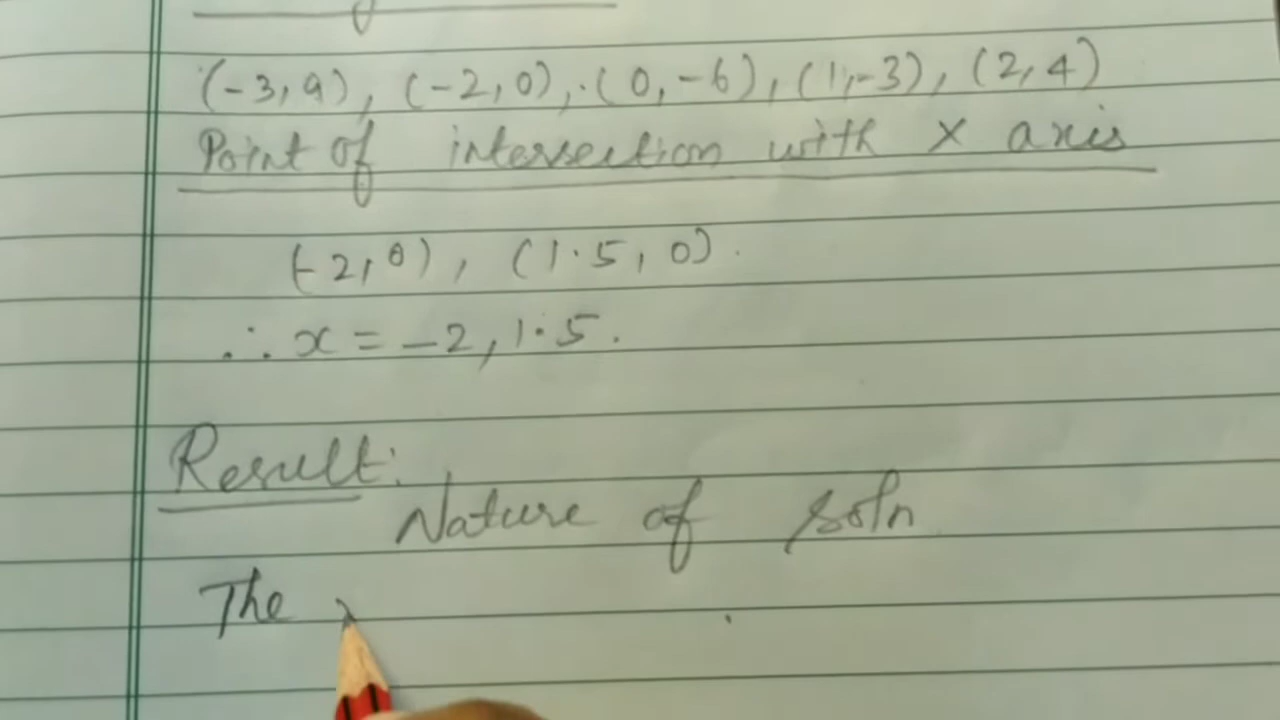 (-3,9), (-2,0), (0,-6), (1,-3), (2,4)
Point of intersection with X axis
(-2,0), (1.5, 0).
∴ x = -2, 1.5.
Result:
Nature of soln
The